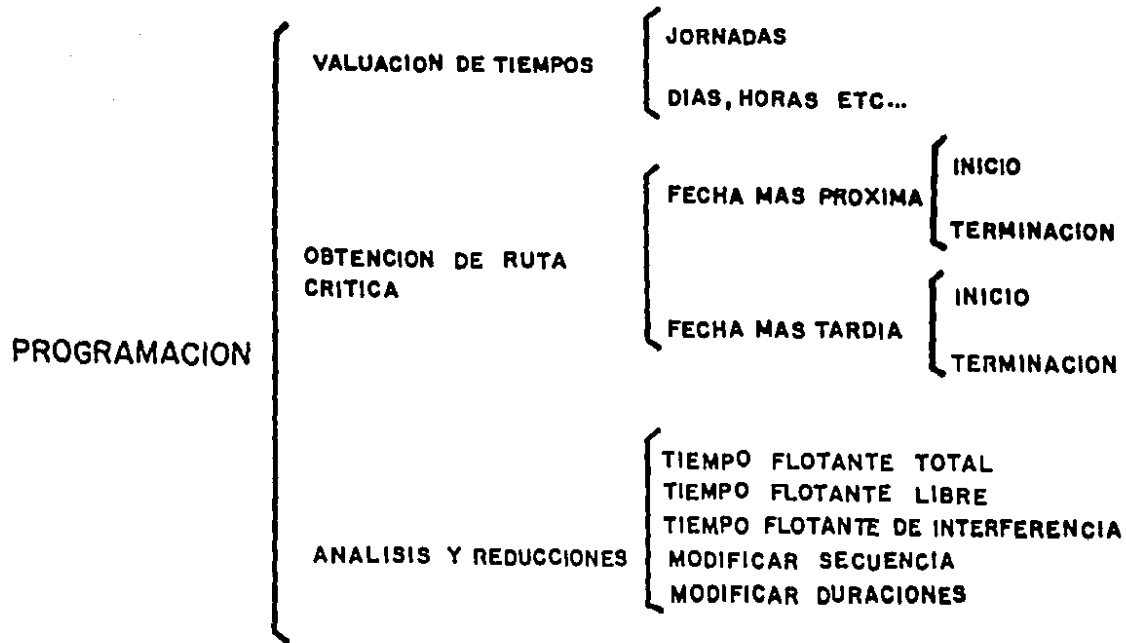 PROGRAMACION
VALUACION DE TIEMPOS
JORNADAS
DIAS, HORAS ETC...
OBTENCION DE RUTA
CRITICA
FECHA MAS PROXIMA
INICIO
TERMINACION
FECHA MAS TARDIA
INICIO
TERMINACION
ANALISIS Y REDUCCIONES
TIEMPO FLOTANTE TOTAL
TIEMPO FLOTANTE LIBRE
TIEMPO FLOTANTE DE INTERFERENCIA
MODIFICAR SECUENCIA
MODIFICAR DURACIONES